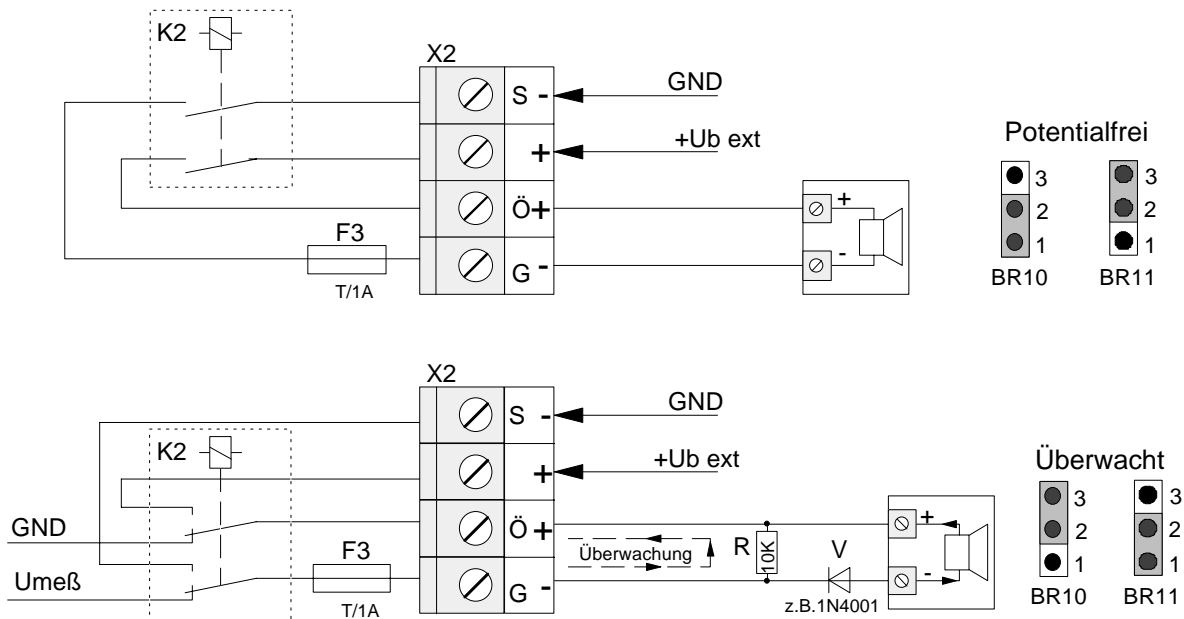 K2
X2
S -
GND
+
+Ub ext
Ö+
G -
F3
T/1A
+
-
Potentialfrei
3
2
1
BR10
3
2
1
BR11
X2
S -
GND
K2
+
+Ub ext
GND
Ö +
Umeß
F3
T/1A
G -
Überwachung
R
10K
V
z.B.1N4001
+
-
Überwacht
3
2
1
BR10
3
2
1
BR11